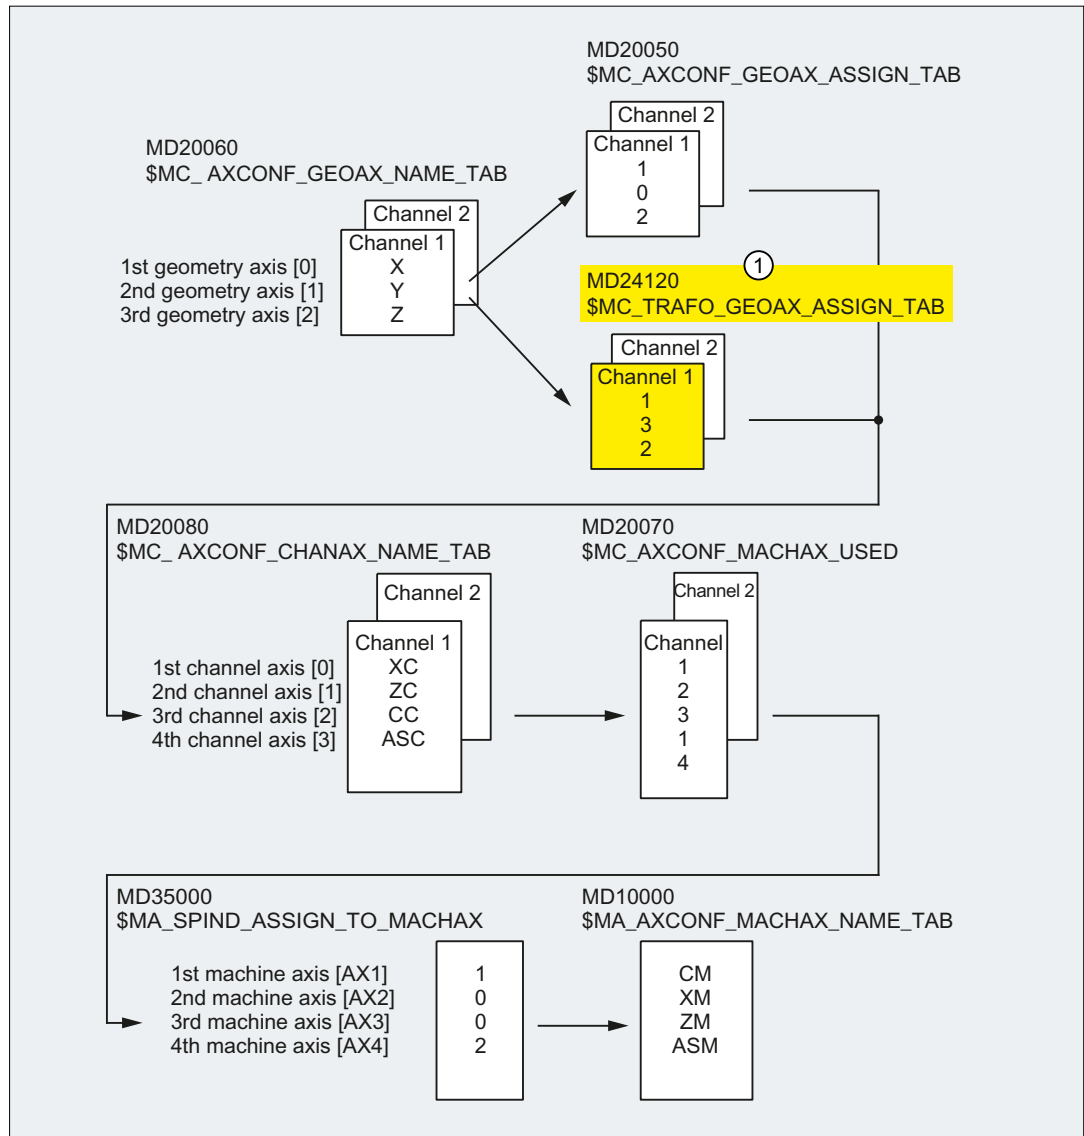 MD20050
$MC_AXCONF_GEOAX_ASSIGN_TAB
Channel 2
Channel 1
1
0
2
MD20060
$MC_ AXCONF_GEOAX_NAME_TAB
Channel 2
Channel 1
1st geometry axis [0] X
2nd geometry axis [1] Y
3rd geometry axis [2] Z
1
MD24120
$MC_TRAFO_GEOAX_ASSIGN_TAB
Channel 2
Channel 1
1
3
2
MD20080
$MC_ AXCONF_CHANAX_NAME_TAB
Channel 2
Channel 1
1st channel axis [0] XC
2nd channel axis [1] ZC
3rd channel axis [2] CC
4th channel axis [3] ASC
MD20070
$MC_AXCONF_MACHAX_USED
Channel 2
Channel
1
2
3
1
4
MD35000
$MA_SPIND_ASSIGN_TO_MACHAX
1st machine axis [AX1] 1
2nd machine axis [AX2] 0
3rd machine axis [AX3] 0
4th machine axis [AX4] 2
MD10000
$MA_AXCONF_MACHAX_NAME_TAB
CM
XM
ZM
ASM